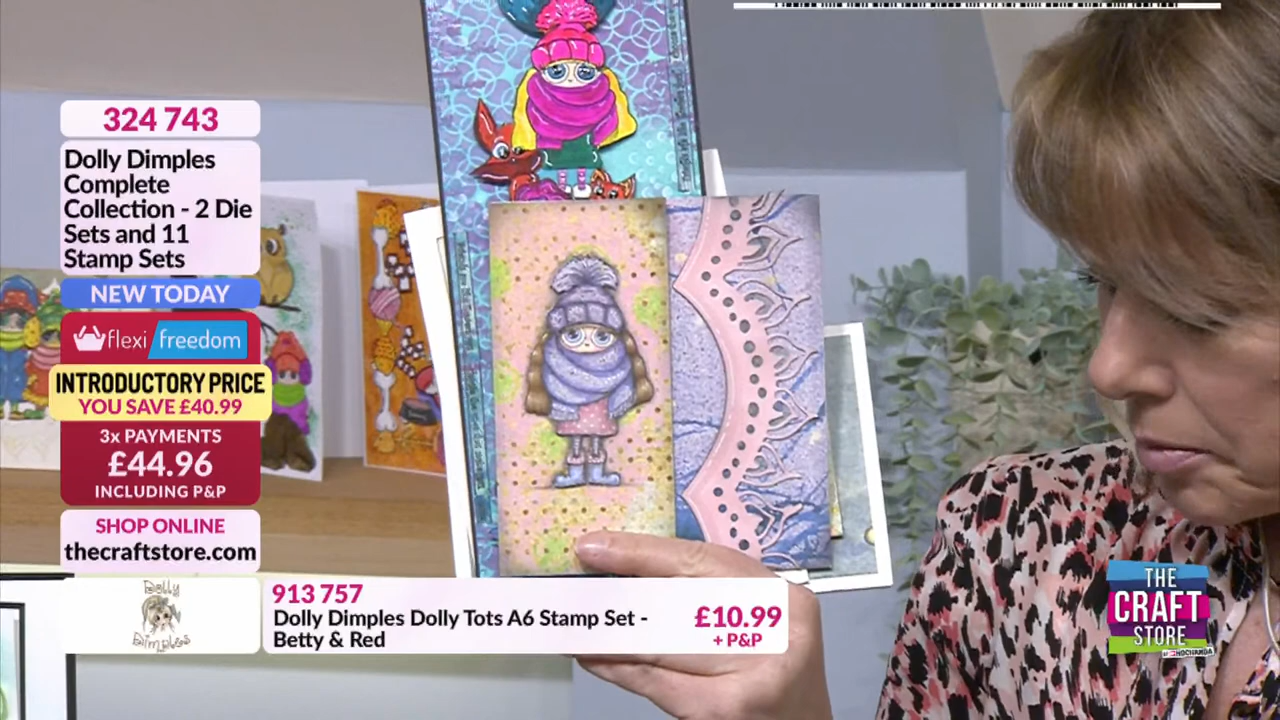 324 743
Dolly Dimples
Complete
Collection - 2 Die
Sets and 11
Stamp Sets
NEW TODAY
flexi freedom
INTRODUCTORY PRICE
YOU SAVE £40.99
3x PAYMENTS
£44.96
INCLUDING P&P
SHOP ONLINE
thecraftstore.com
Dolly
Dimples
913 757
Dolly Dimples Dolly Tots A6 Stamp Set -
Betty & Red
£10.99
+ P&P
THE
CRAFT
STORE
BY HOCHANDA